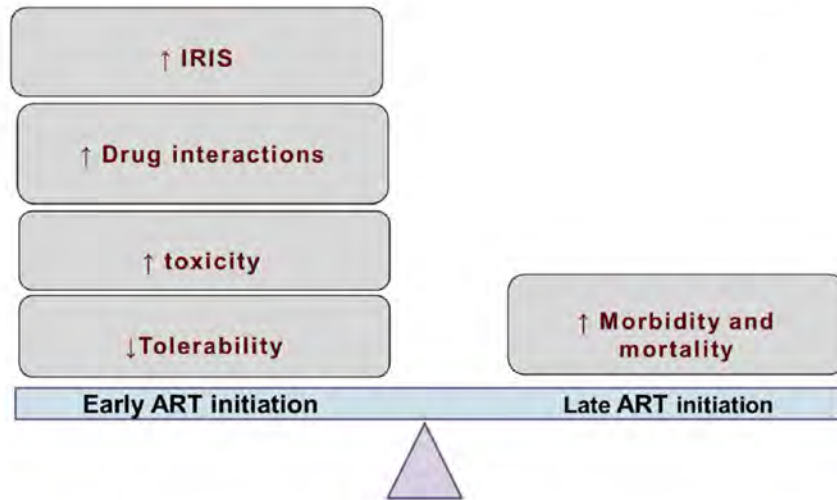 ↑ IRIS
↑ Drug interactions
↑ toxicity
↓Tolerability
↑ Morbidity and
mortality
Early ART initiation
Late ART initiation